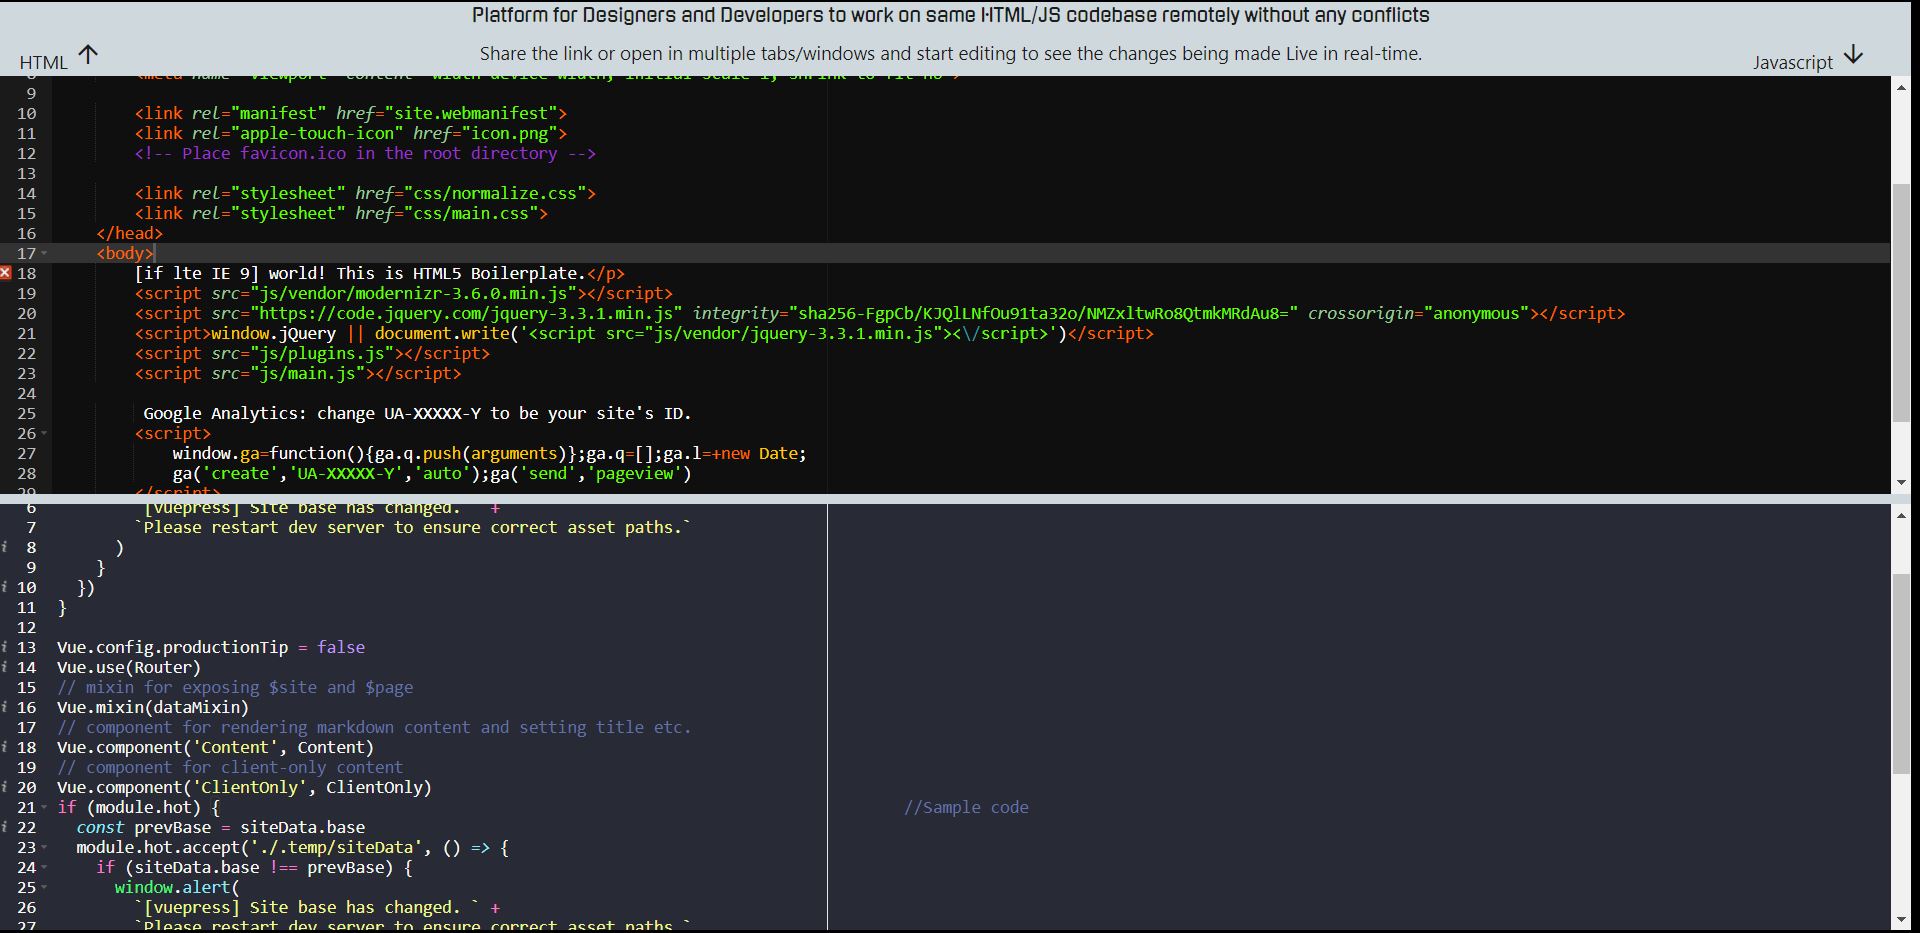 Platform for Designers and Developers to work on same HTML/JS codebase remotely without any conflicts
HTML ↑
Share the link or open in multiple tabs/windows and start editing to see the changes being made Live in real-time.
Javascript ↓
9
10 <link rel="manifest" href="site.webmanifest">
11 <link rel="apple-touch-icon" href="icon.png">
12 <!-- Place favicon.ico in the root directory -->
13
14 <link rel="stylesheet" href="css/normalize.css">
15 <link rel="stylesheet" href="css/main.css">
16 </head>
17 <body>
18 [if lte IE 9] world! This is HTML5 Boilerplate.</p>
19 <script src="js/vendor/modernizr-3.6.0.min.js"></script>
20 <script src="https://code.jquery.com/jquery-3.3.1.min.js" integrity="sha256-FgpCb/KJQlLNfOu91ta32o/NMZxltwRo8QtmkMRdAu8=" crossorigin="anonymous"></script>
21 <script>window.jQuery || document.write('<script src="js/vendor/jquery-3.3.1.min.js"><\/script>')</script>
22 <script src="js/plugins.js"></script>
23 <script src="js/main.js"></script>
24
25 Google Analytics: change UA-XXXXX-Y to be your site's ID.
26 <script>
27 window.ga=function(){ga.q.push(arguments)};ga.q=[];ga.l=+new Date;
28 ga('create','UA-XXXXX-Y','auto');ga('send','pageview')
29 </script>
6 `[vuepress] Site base has changed. ` +
7 `Please restart dev server to ensure correct asset paths.`
8 )
9 }
10 })
11 }
12
13 Vue.config.productionTip = false
14 Vue.use(Router)
15 // mixin for exposing $site and $page
16 Vue.mixin(dataMixin)
17 // component for rendering markdown content and setting title etc.
18 Vue.component('Content', Content)
19 // component for client-only content
20 Vue.component('ClientOnly', ClientOnly)
21 if (module.hot) { //Sample code
22 const prevBase = siteData.base
23 module.hot.accept('./.temp/siteData', () => {
24 if (siteData.base !== prevBase) {
25 window.alert(
26 `[vuepress] Site base has changed. ` +
27 `Please restart dev server to ensure correct asset paths.`